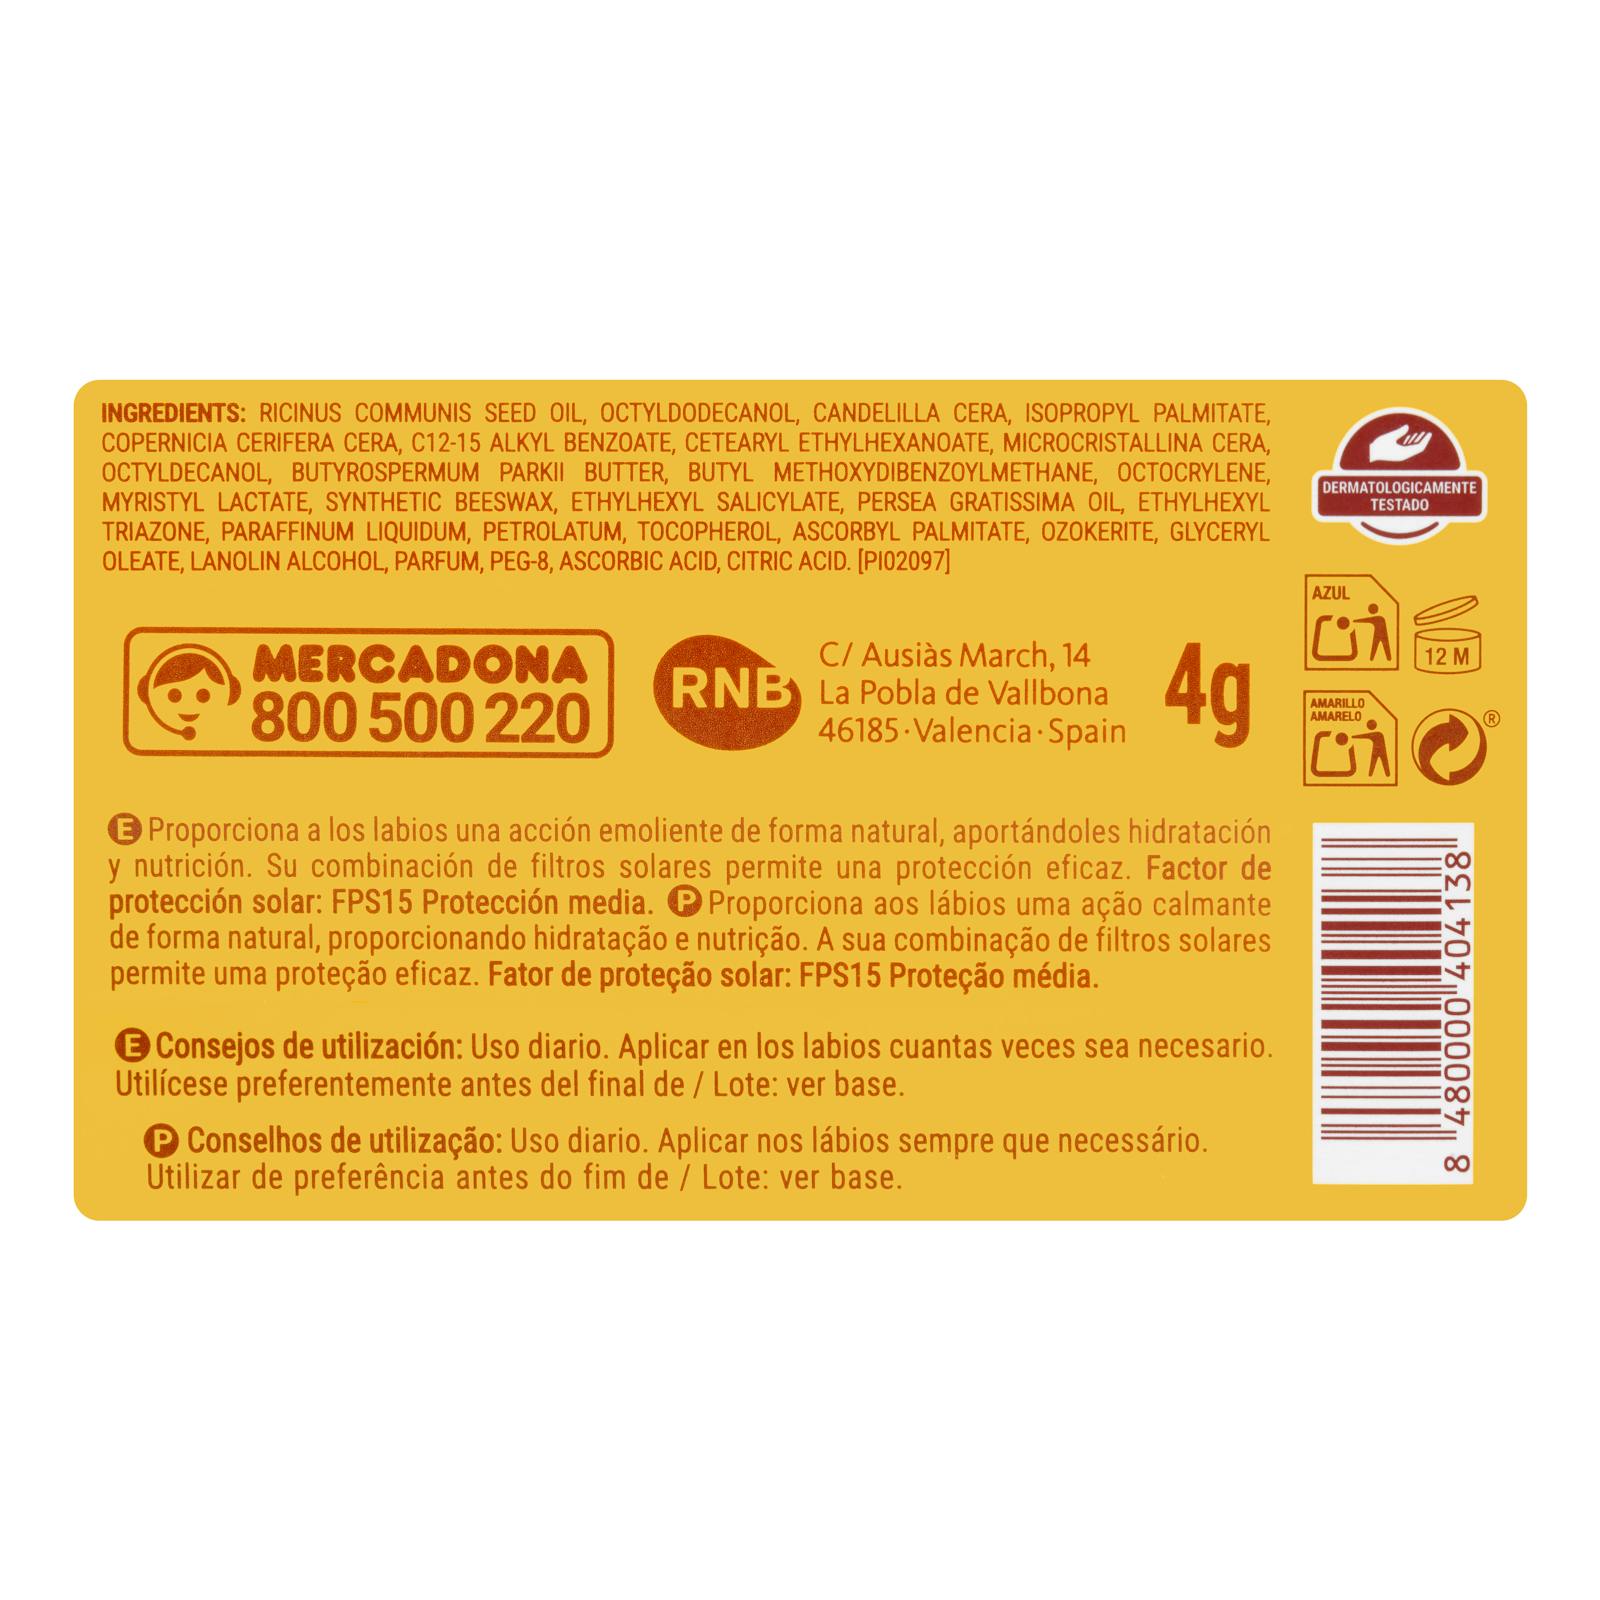 INGREDIENTS: RICINUS COMMUNIS SEED OIL, OCTYLDODECANOL, CANDELILLA CERA, ISOPROPYL PALMITATE,
COPERNICIA CERIFERA CERA, C12-15 ALKYL BENZOATE, CETEARYL ETHYLHEXANOATE, MICROCRISTALLINA CERA,
OCTYLDECANOL, BUTYROSPERMUM PARKII BUTTER, BUTYL METHOXYDIBENZOYLMETHANE, OCTOCRYLENE,
MYRISTYL LACTATE, SYNTHETIC BEESWAX, ETHYLHEXYL SALICYLATE, PERSEA GRATISSIMA OIL, ETHYLHEXYL
TRIAZONE, PARAFFINUM LIQUIDUM, PETROLATUM, TOCOPHEROL, ASCORBYL PALMITATE, OZOKERITE, GLYCERYL
OLEATE, LANOLIN ALCOHOL, PARFUM, PEG-8, ASCORBIC ACID, CITRIC ACID. [PI02097]
DERMATOLOGICAMENTE
TESTADO
AZUL
12 M
AMARILLO
AMARELO
®
MERCADONA
800 500 220
RNB
C/ Ausiàs March, 14
La Pobla de Vallbona
46185·Valencia·Spain
4g
E Proporciona a los labios una acción emoliente de forma natural, aportándoles hidratación
y nutrición. Su combinación de filtros solares permite una protección eficaz. Factor de
protección solar: FPS15 Protección media. P Proporciona aos lábios uma ação calmante
de forma natural, proporcionando hidratação e nutrição. A sua combinação de filtros solares
permite uma proteção eficaz. Fator de proteção solar: FPS15 Proteção média.
E Consejos de utilización: Uso diario. Aplicar en los labios cuantas veces sea necesario.
Utilícese preferentemente antes del final de / Lote: ver base.
P Conselhos de utilização: Uso diario. Aplicar nos lábios sempre que necessário.
Utilizar de preferência antes do fim de / Lote: ver base.
8 480000 404138